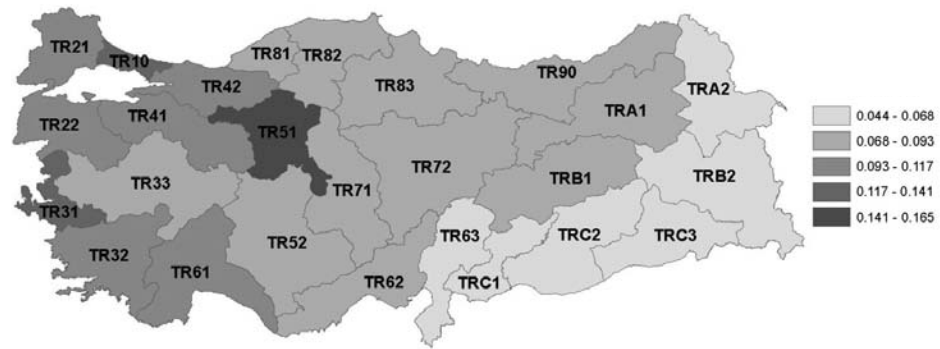 TR21
TR10
TR81
TR82
TR42
TR83
TR90
TRA2
TR22
TR41
TR51
TRA1
TR33
TR71
TR72
TRB1
TRB2
TR31
TR32
TR61
TR52
TR62
TR63
TRC1
TRC2
TRC3
0.044 - 0.068
0.068 - 0.093
0.093 - 0.117
0.117 - 0.141
0.141 - 0.165